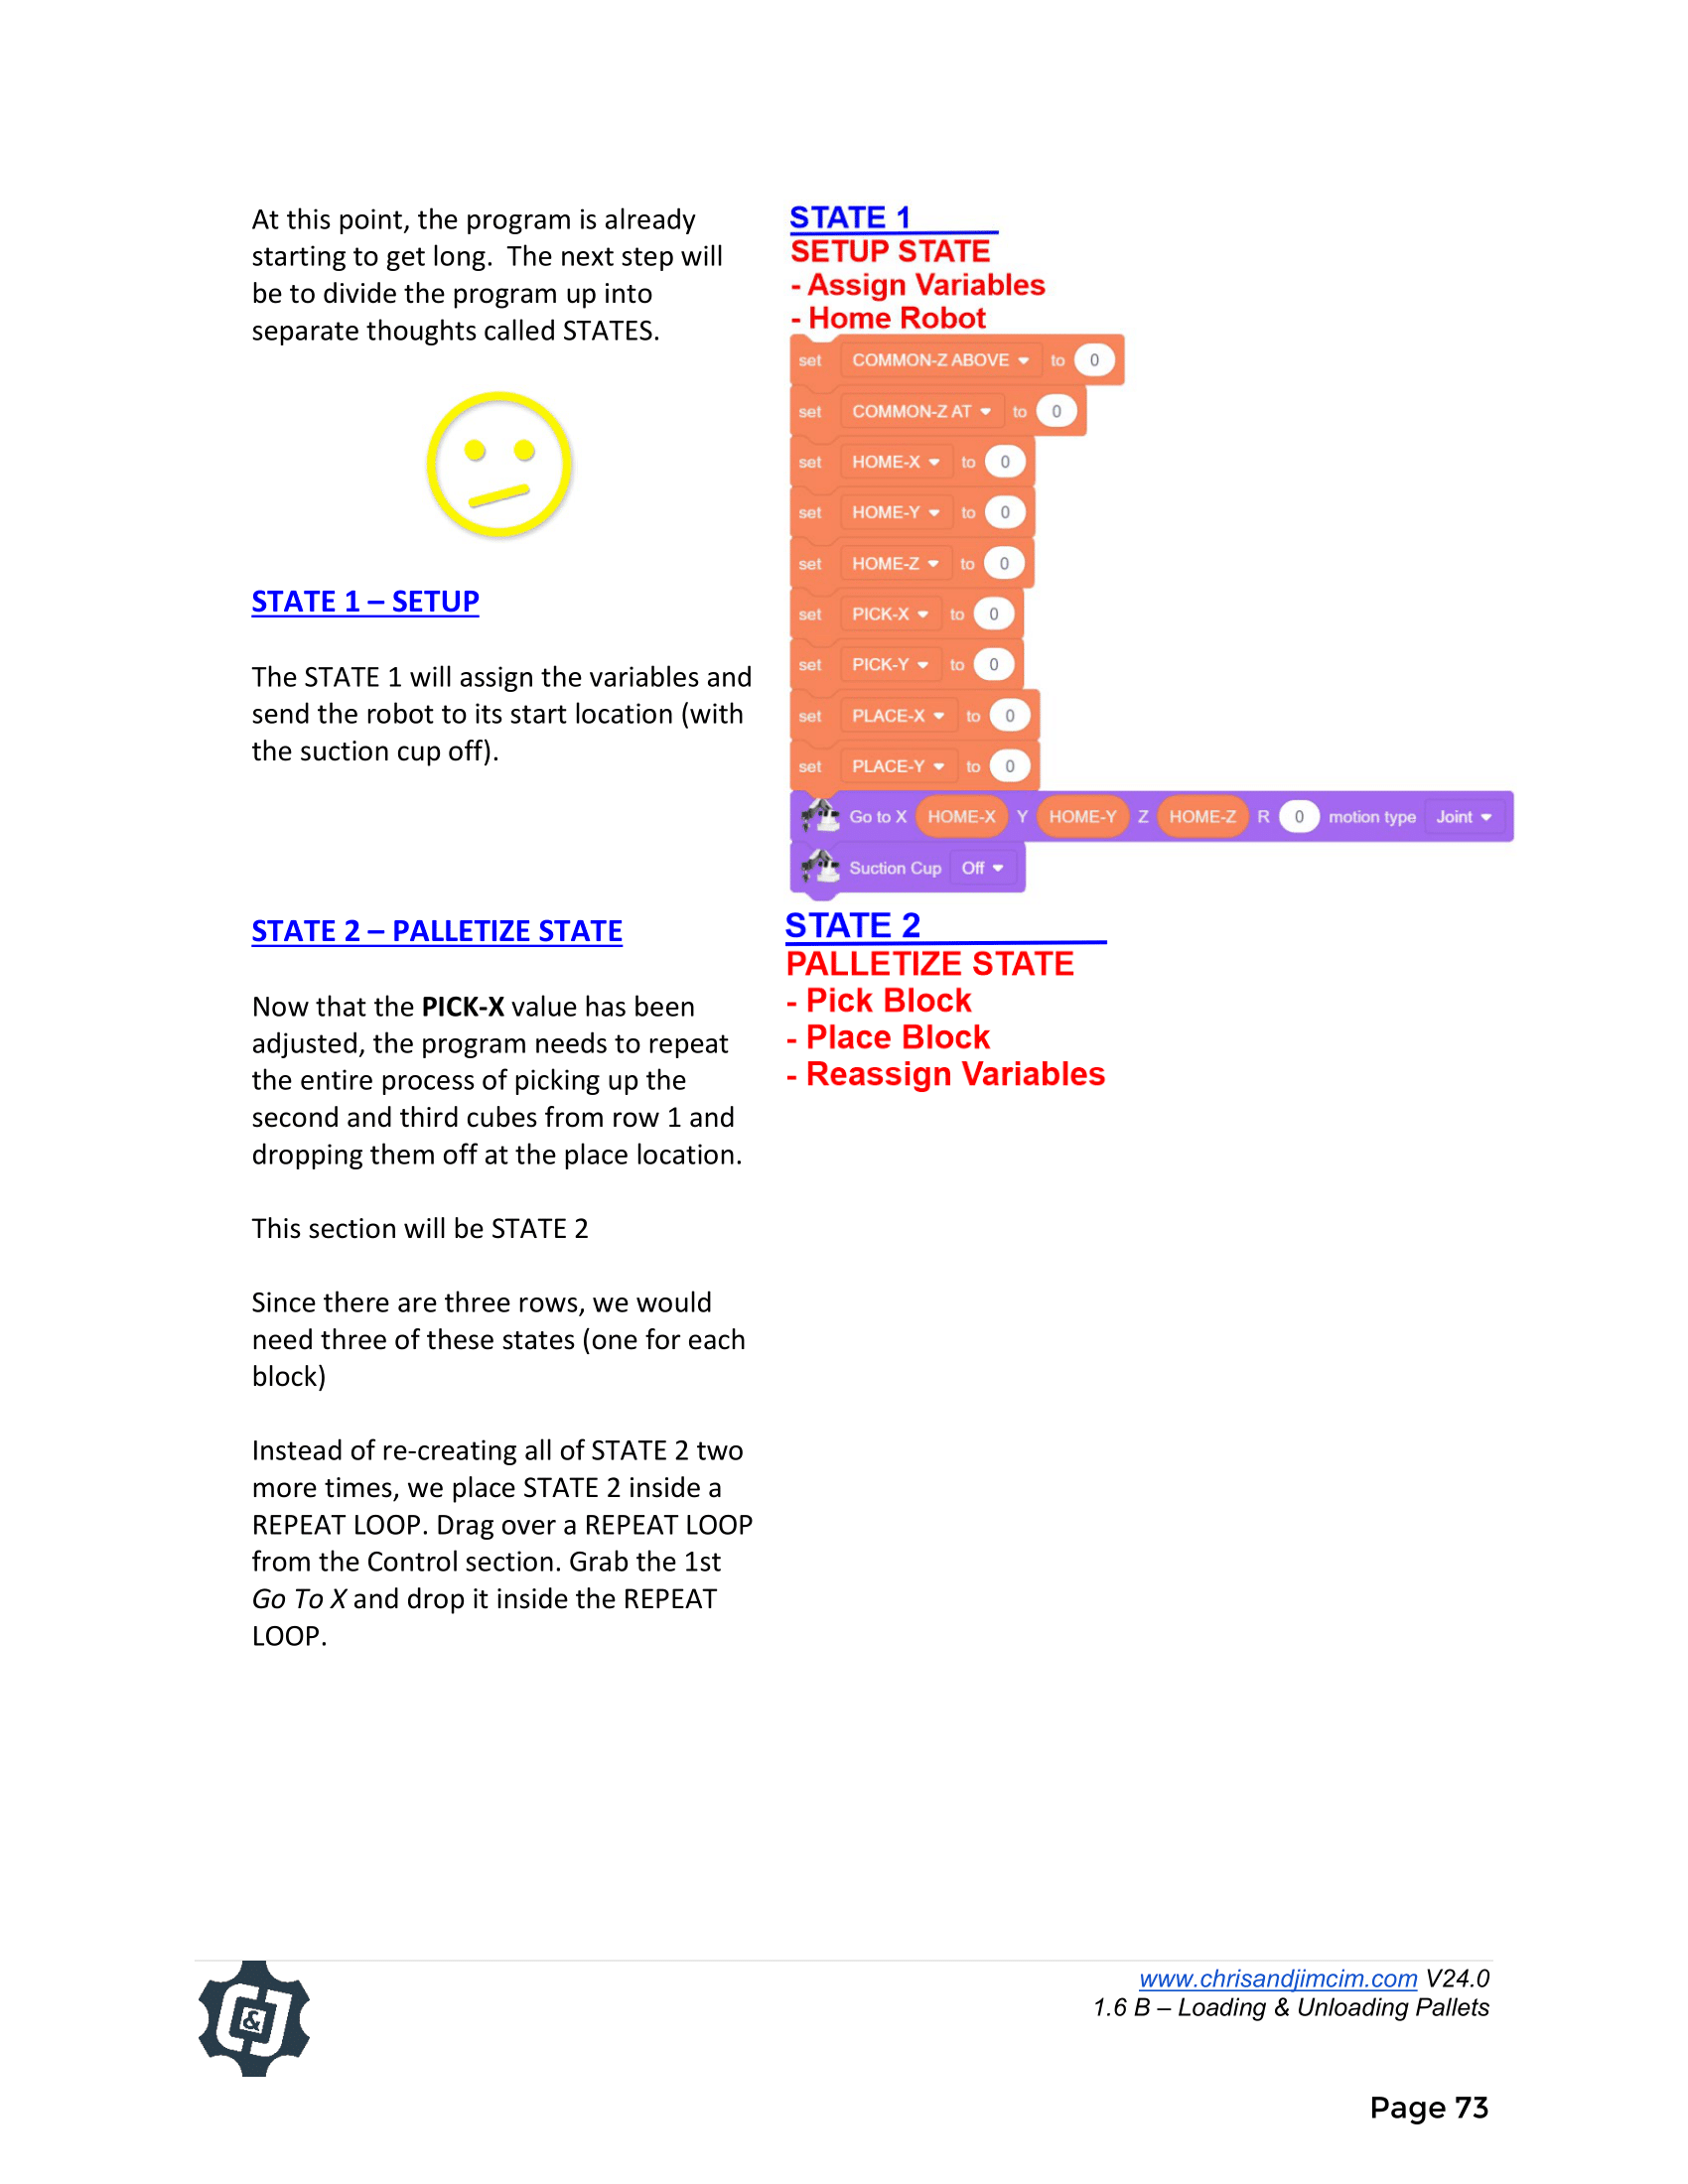 At this point, the program is already
starting to get long.  The next step will
be to divide the program up into
separate thoughts called STATES.
STATE 1 – SETUP
The STATE 1 will assign the variables and
send the robot to its start location (with
the suction cup off).
STATE 2 – PALLETIZE STATE
Now that the PICK-X value has been
adjusted, the program needs to repeat
the entire process of picking up the
second and third cubes from row 1 and
dropping them off at the place location.
This section will be STATE 2
Since there are three rows, we would
need three of these states (one for each
block)
Instead of re-creating all of STATE 2 two
more times, we place STATE 2 inside a
REPEAT LOOP. Drag over a REPEAT LOOP
from the Control section. Grab the 1st
Go To X and drop it inside the REPEAT
LOOP.
STATE 1
SETUP STATE
- Assign Variables
- Home Robot
set COMMON-Z ABOVE to 0
set COMMON-Z AT to 0
set HOME-X to 0
set HOME-Y to 0
set HOME-Z to 0
set PICK-X to 0
set PICK-Y to 0
set PLACE-X to 0
set PLACE-Y to 0
Go to X HOME-X Y HOME-Y Z HOME-Z R 0 motion type Joint
Suction Cup Off
STATE 2
PALLETIZE STATE
- Pick Block
- Place Block
- Reassign Variables
&
www.chrisandjimcim.com V24.0
1.6 B – Loading & Unloading Pallets
Page 73